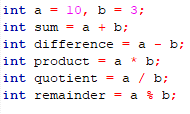 int a = 10, b = 3;
int sum = a + b;
int difference = a - b;
int product = a * b;
int quotient = a / b;
int remainder = a % b;